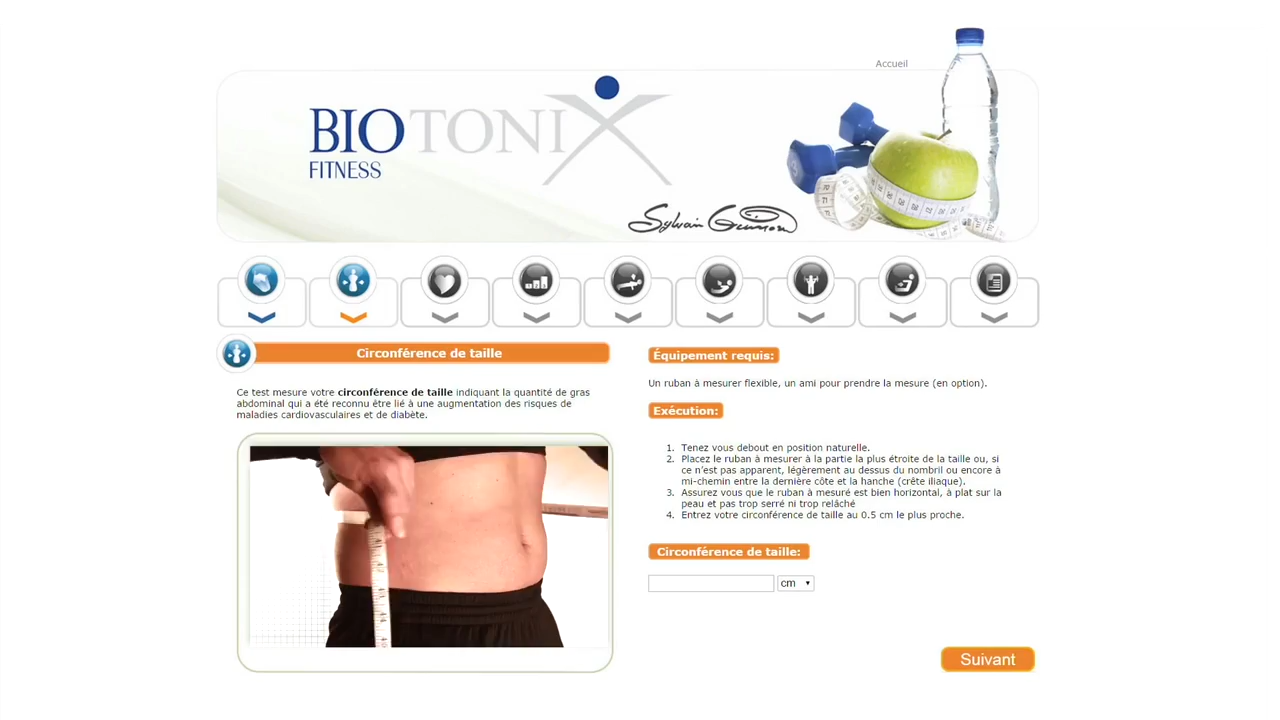 Accueil
BIOTONIX
FITNESS
Circonférence de taille
Ce test mesure votre circonférence de taille indiquant la quantité de gras
abdominal qui a été reconnu être lié à une augmentation des risques de
maladies cardiovasculaires et de diabète.
Équipement requis:
Un ruban à mesurer flexible, un ami pour prendre la mesure (en option).
Exécution:
1. Tenez vous debout en position naturelle.
2. Placez le ruban à mesurer à la partie la plus étroite de la taille ou, si
ce n'est pas apparent, légèrement au dessus du nombril ou encore à
mi-chemin entre la dernière côte et la hanche (crête iliaque).
3. Assurez vous que le ruban à mesuré est bien horizontal, à plat sur la
peau et pas trop serré ni trop relâché
4. Entrez votre circonférence de taille au 0.5 cm le plus proche.
Circonférence de taille:
cm
Suivant